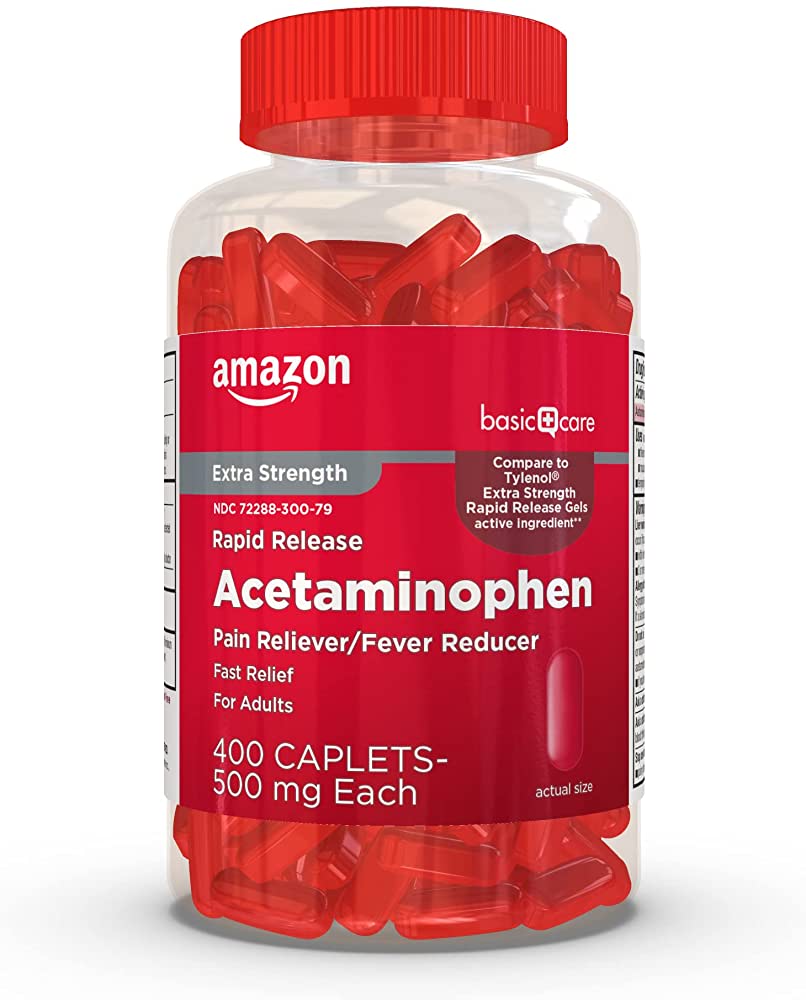 amazon
basic care
Extra Strength
Compare to
Tylenol®
Extra Strength
Rapid Release Gels
active ingredient**
NDC 72288-300-79
Rapid Release
Acetaminophen
Pain Reliever/Fever Reducer
Fast Relief
For Adults
400 CAPLETS-
500 mg Each
actual size